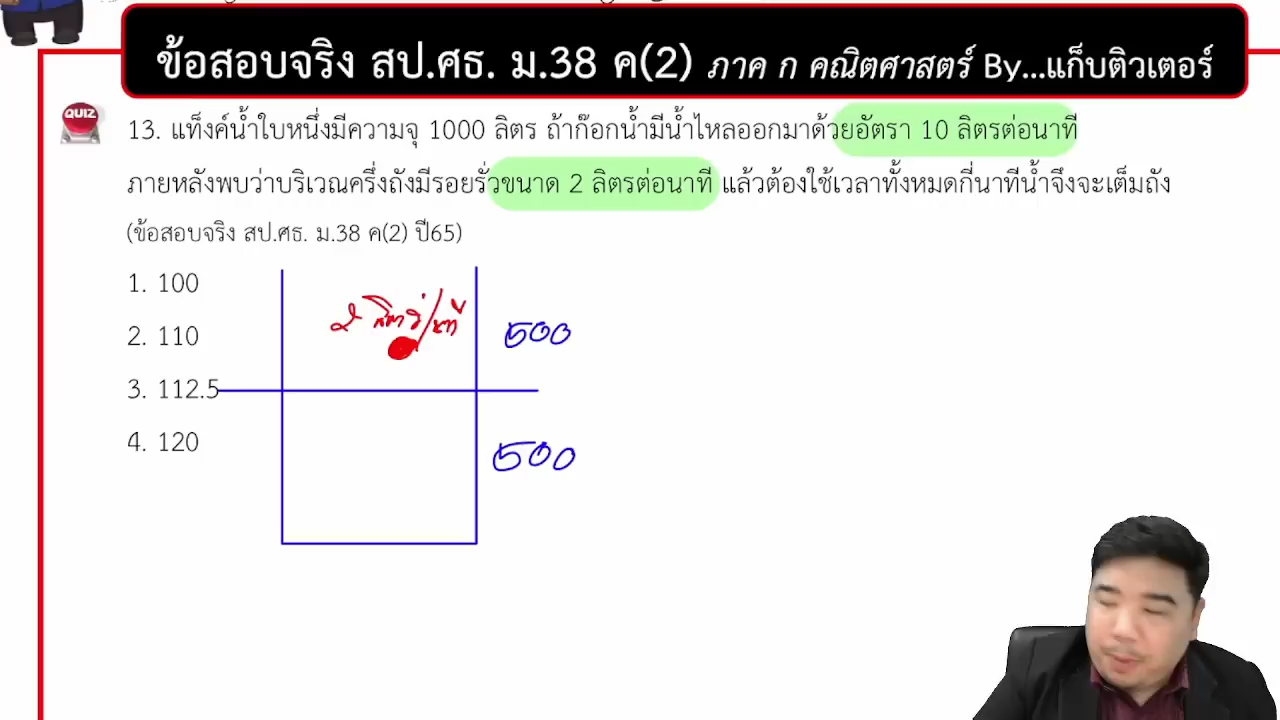 ข้อสอบจริง สป.ศธ. ม.38 ค(2) ภาค ก คณิตศาสตร์ By...แก็บติวเตอร์
QUIZ
13. แท็งค์น้ำใบหนึ่งมีความจุ 1000 ลิตร ถ้าก๊อกน้ำมีน้ำไหลออกมาด้วยอัตรา 10 ลิตรต่อนาที
ภายหลังพบว่าบริเวณครึ่งถังมีรอยรั่วขนาด 2 ลิตรต่อนาที แล้วต้องใช้เวลาทั้งหมดกี่นาทีน้ำจึงจะเต็มถัง
(ข้อสอบจริง สป.ศธ. ม.38 ค(2) ปี65)
1. 100
2 ลิตร/นาที
500
2. 110
3. 112.5
4. 120
500